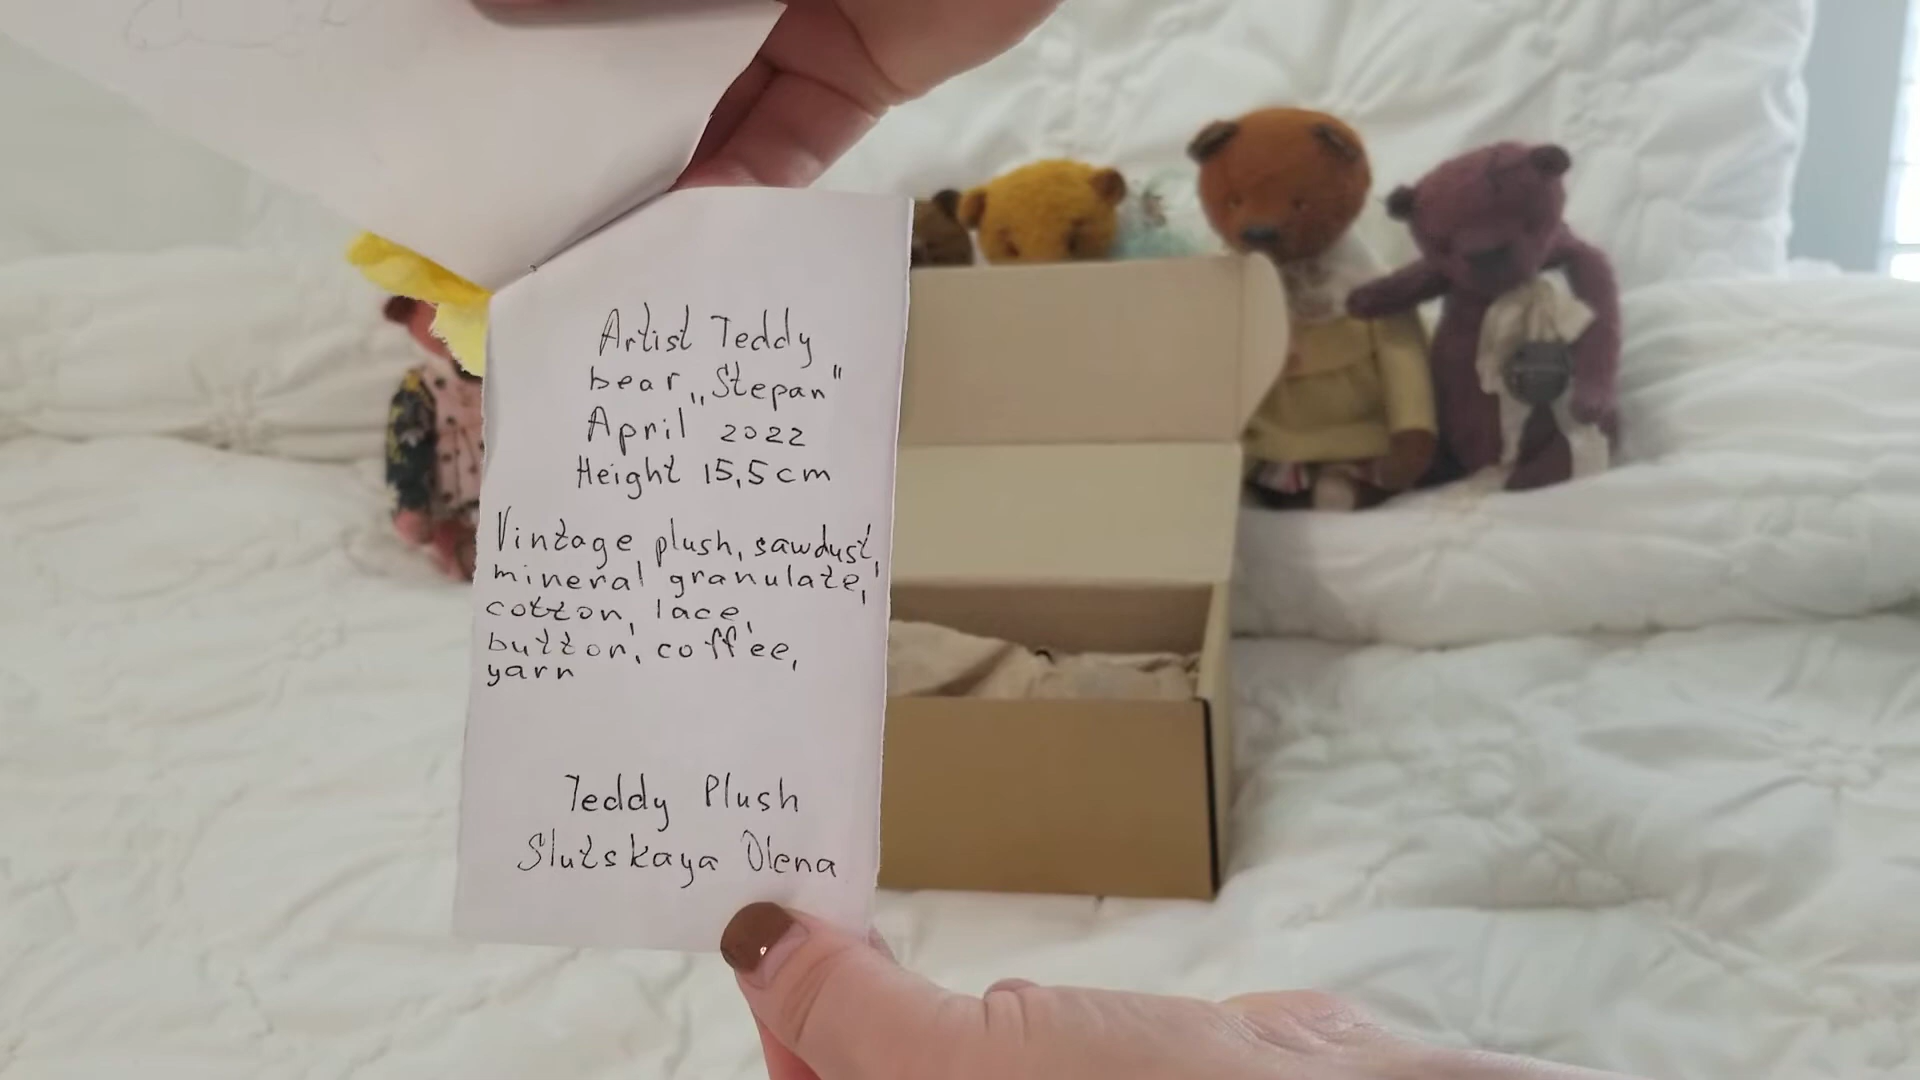 Artist Teddy
bear „Stepan"
April 2022
Height 15,5 cm
Vintage plush, sawdust,
mineral granulate,
cotton, lace,
button, coffee,
yarn
Teddy Plush
Slutskaya Olena